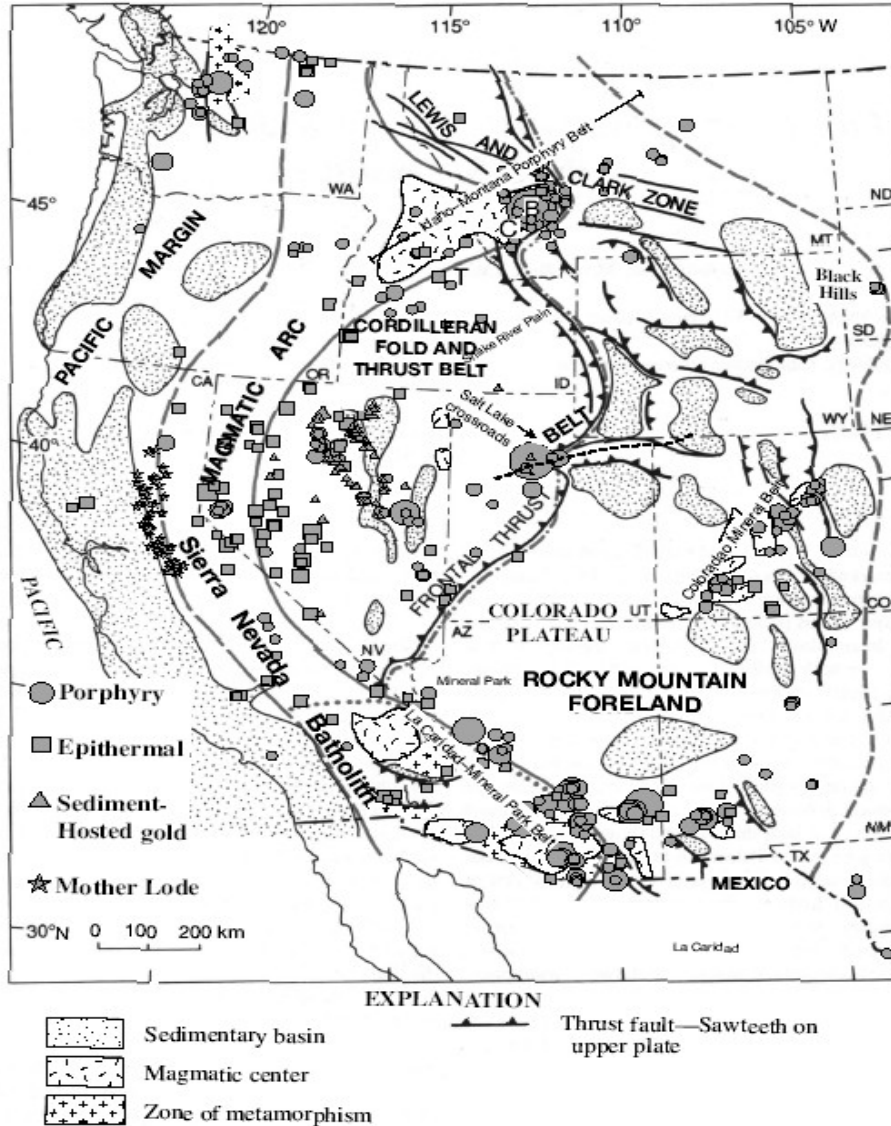 120°
115°
110°
105° W
LEWIS
AND
CLARK ZONE
Idaho-Montana Porphyry Belt
WA
45°
ND
B
C
MT
MARGIN
Black
Hills
T
PACIFIC
ARC
CORDILLERAN
FOLD AND
THRUST BELT
Snake River Plain
SD
CA
OR
ID
MAGMATIC
Salt Lake
crossroads
BELT
WY
NE
40°
Coloradao Mineral Belt
THRUST
FRONTAL
Sierra
Nevada
Batholith
PACIFIC
COLORADO
PLATEAU
UT
CO
AZ
NV
Mineral Park
ROCKY MOUNTAIN
FORELAND
La Caridad-Mineral Park Belt
Porphyry
Epithermal
Sediment-
Hosted gold
Mother Lode
NM
TX
MEXICO
30°N
0 100 200 km
La Caridad
EXPLANATION
Sedimentary basin
Magmatic center
Zone of metamorphism
Thrust fault—Sawteeth on
upper plate